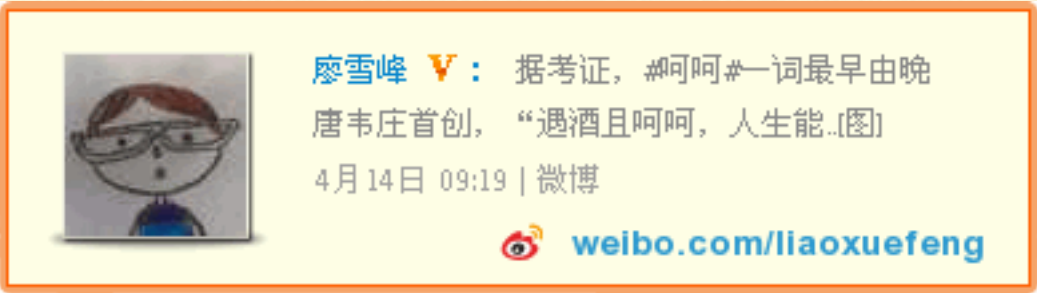 廖雪峰 V： 据考证，#呵呵#一词最早由晚
唐韦庄首创，“遇酒且呵呵，人生能..[图]
4月14日 09:19 | 微博
weibo.com/liaoxuefeng